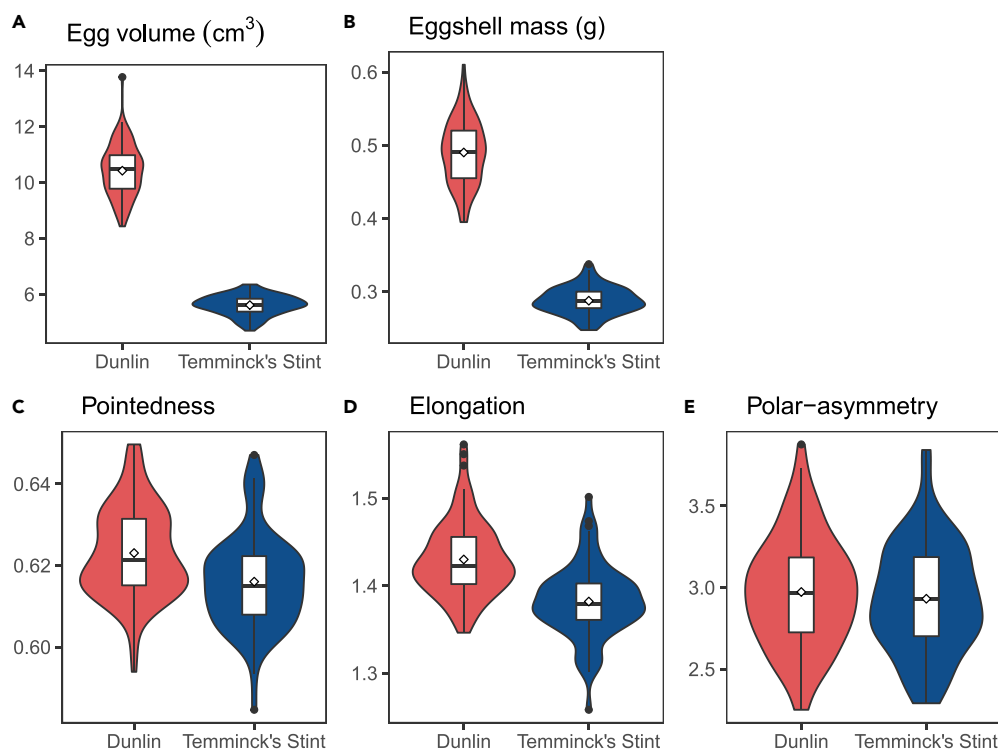 A Egg volume (cm³)
14
12
10
8
6
Dunlin Temminck's Stint
B Eggshell mass (g)
0.6
0.5
0.4
0.3
Dunlin Temminck's Stint
C Pointedness
0.64
0.62
0.60
Dunlin Temminck's Stint
D Elongation
1.5
1.4
1.3
Dunlin Temminck's Stint
E Polar−asymmetry
3.5
3.0
2.5
Dunlin Temminck's Stint